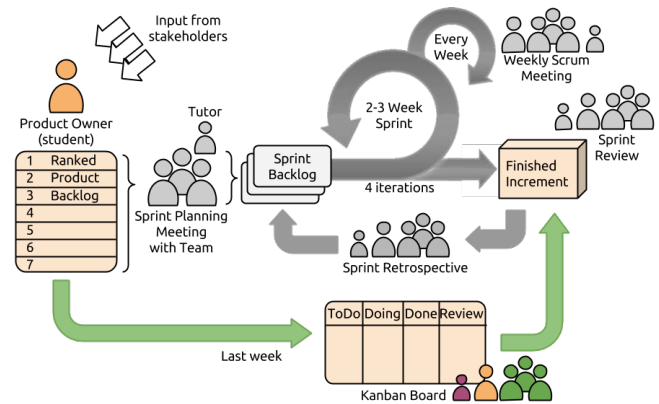 Input from
stakeholders
Every
Week
Weekly Scrum
Meeting
Product Owner
(student)
Tutor
2-3 Week
Sprint
Sprint
Review
1 Ranked
2 Product
3 Backlog
4
5
6
7
Sprint Planning
Meeting
with Team
Sprint
Backlog
4 iterations
Finished
Increment
Sprint Retrospective
Last week
ToDo Doing Done Review
Kanban Board